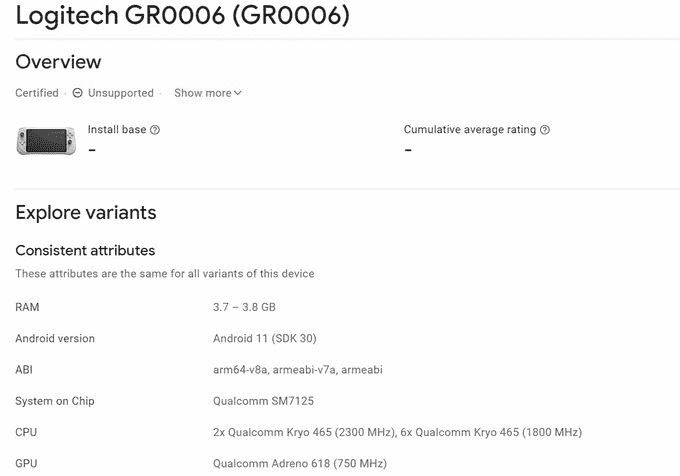 Logitech GR0006 (GR0006)
Overview
Certified · Unsupported · Show more
Install base
Cumulative average rating
–
–
Explore variants
Consistent attributes
These attributes are the same for all variants of this device
RAM 3.7 – 3.8 GB
Android version Android 11 (SDK 30)
ABI arm64-v8a, armeabi-v7a, armeabi
System on Chip Qualcomm SM7125
CPU 2x Qualcomm Kryo 465 (2300 MHz), 6x Qualcomm Kryo 465 (1800 MHz)
GPU Qualcomm Adreno 618 (750 MHz)